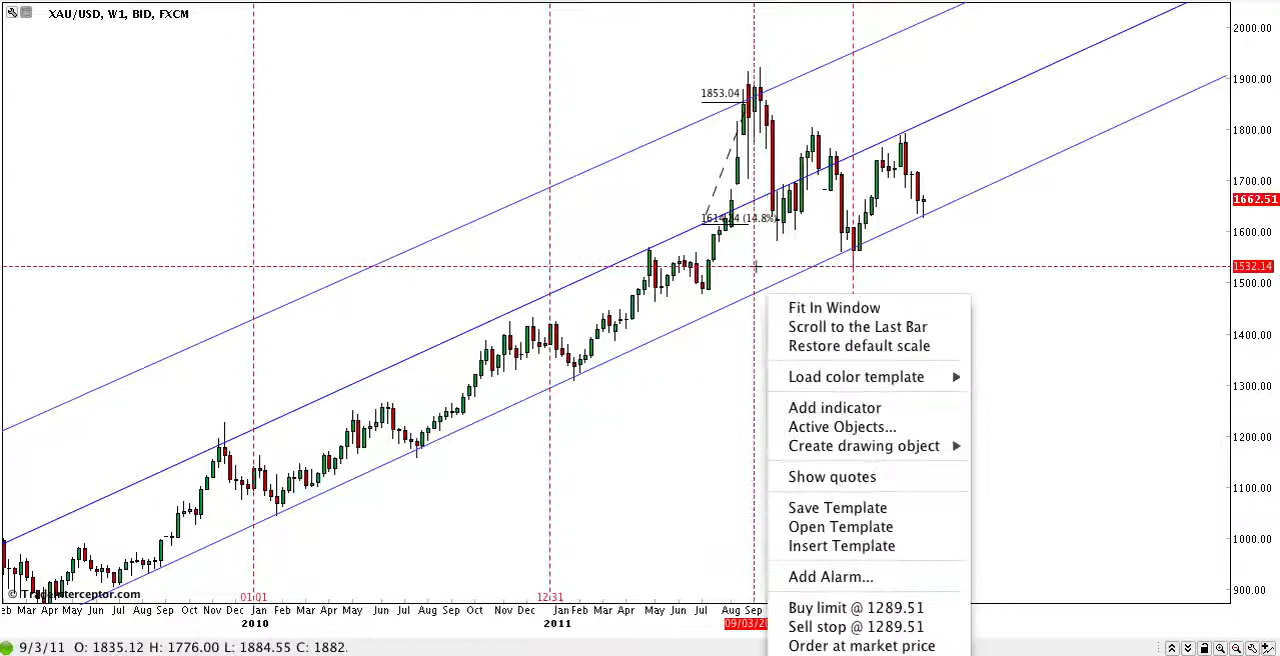 XAU/USD, W1, BID, FXCM
2000.00
1900.00
1853.04
1800.00
1700.00
1662.51
(14.8%)
1600.00
1532.14
1500.00
1400.00
1300.00
1200.00
1100.00
1000.00
900.00
Fit In Window
Scroll to the Last Bar
Restore default scale
Load color template
Add indicator
Active Objects...
Create drawing object
Show quotes
Save Template
Open Template
Insert Template
Add Alarm...
Buy limit @ 1289.51
Sell stop @ 1289.51
Order at market price
© TradeInterceptor.com
01:01
12:31
Mar Apr May Jun Jul Aug Sep Oct Nov Dec Jan Feb Mar Apr May Jun Jul Aug Sep Oct Nov Dec Jan Feb Mar Apr May Jun Jul Aug Sep
2010 2011
9/3/11 O: 1835.12 H: 1776.00 L: 1884.55 C: 1882.